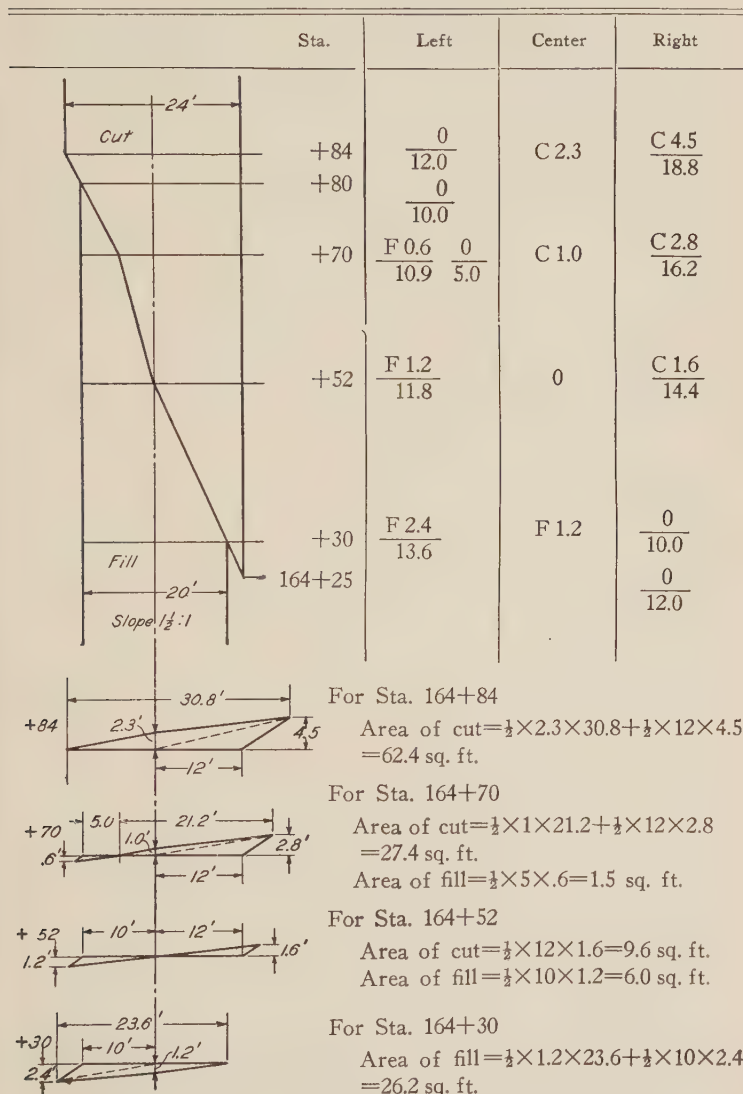 Sta. Left Center Right
24'
Cut
+84 0/12.0 C 2.3 C 4.5/18.8
+80 0/10.0
+70 F 0.6/10.9 0/5.0 C 1.0 C 2.8/16.2
+52 F 1.2/11.8 0 C 1.6/14.4
+30 F 2.4/13.6 F 1.2 0/10.0
Fill
164+25 0/12.0
20'
Slope 1½:1
30.8'
+84 2.3' 4.5
12'
For Sta. 164+84
Area of cut=½×2.3×30.8+½×12×4.5
=62.4 sq. ft.
+70 5.0 21.2'
.6' 1.0' 2.8'
12'
For Sta. 164+70
Area of cut=½×1×21.2+½×12×2.8
=27.4 sq. ft.
Area of fill=½×5×.6=1.5 sq. ft.
+ 52 10' 12'
1.2' 1.6'
For Sta. 164+52
Area of cut=½×12×1.6=9.6 sq. ft.
Area of fill=½×10×1.2=6.0 sq. ft.
23.6'
+30 10' 1.2'
2.4'
For Sta. 164+30
Area of fill=½×1.2×23.6+½×10×2.4
=26.2 sq. ft.